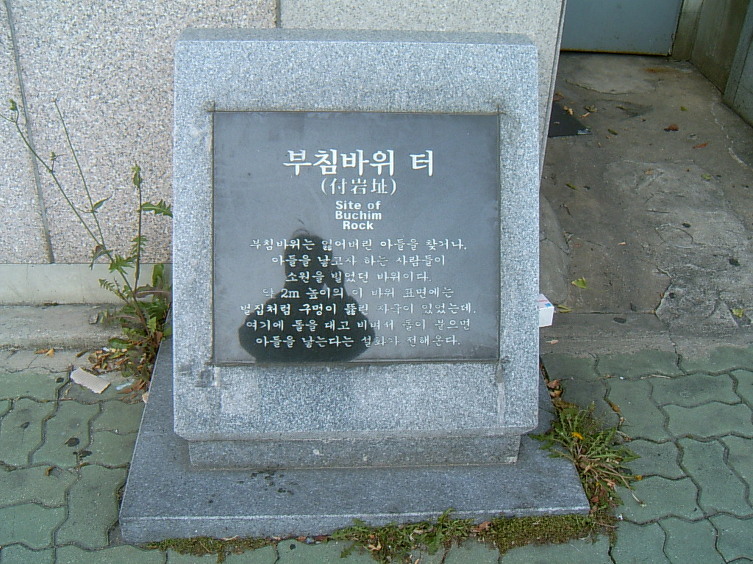 부침바위 터
(付岩址)
Site of
Buchim
Rock
부침바위는 잃어버린 아들을 찾거나,
아들을 낳고자 하는 사람들이
소원을 빌었던 바위이다.
약 2m 높이의 이 바위 표면에는
벌집처럼 구멍이 뚫린 자국이 있었는데,
여기에 돌을 대고 비벼서 돌이 붙으면
아들을 낳는다는 설화가 전해온다.